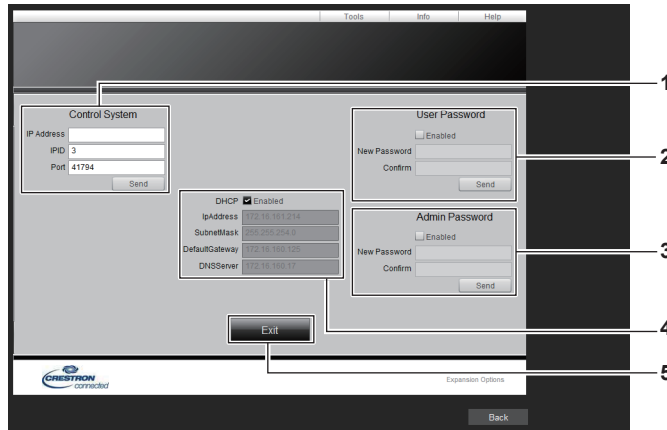 Tools Info Help
1
Control System
IP Address
IPID 3
Port 41794
Send
User Password
Enabled
New Password
Confirm
Send
2
DHCP Enabled
IpAddress 172.16.161.214
SubnetMask 255.255.254.0
DefaultGateway 172.16.160.125
DNSServer 172.16.150.17
Admin Password
Enabled
New Password
Confirm
Send
3
4
Exit
CRESTRON
connected
Expansion Options
5
Back